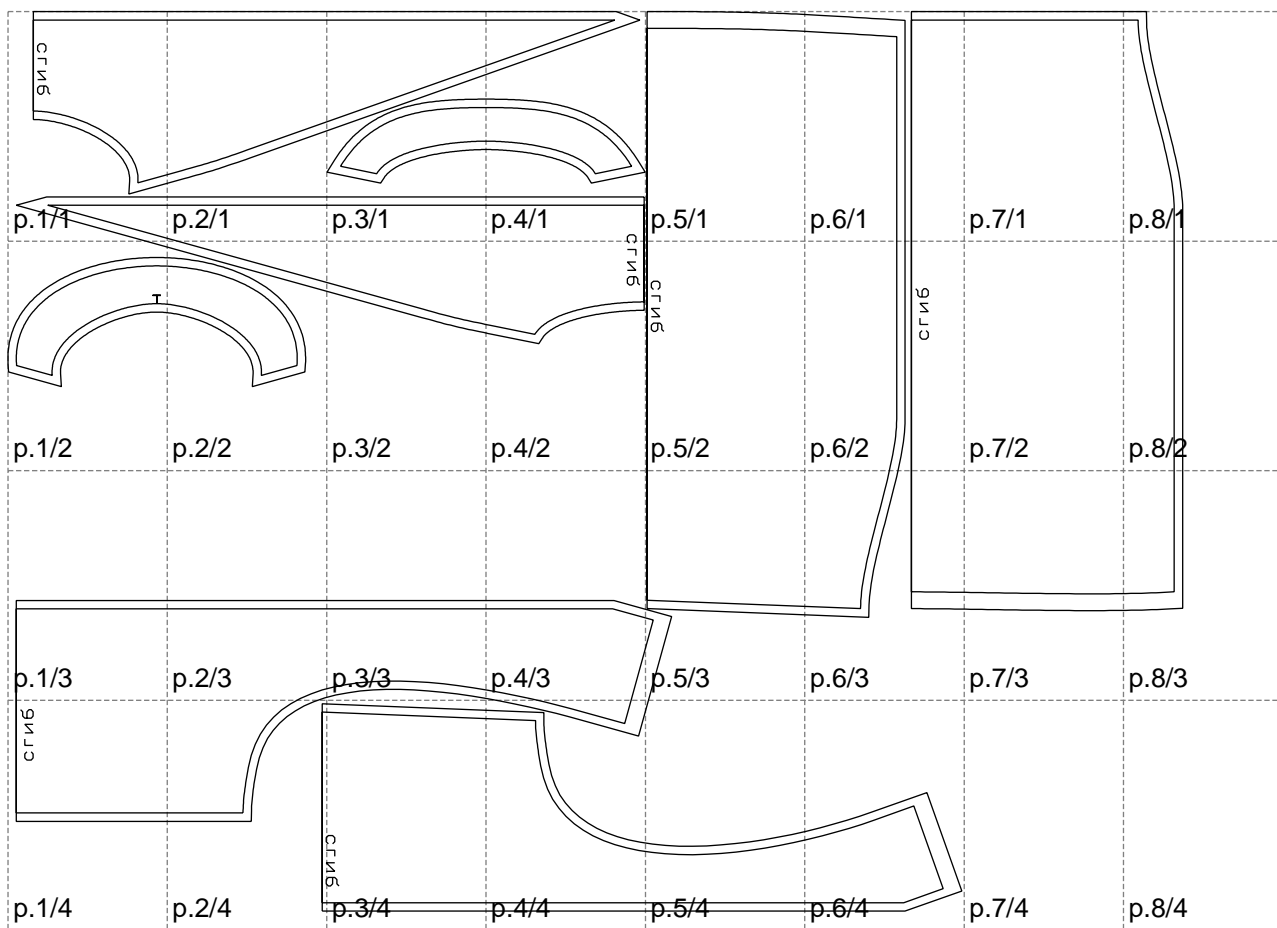 сгиб
p.1/1 p.2/1 p.3/1 p.4/1 p.5/1 p.6/1 p.7/1 p.8/1
сгиб
сгиб
сгиб
p.1/2 p.2/2 p.3/2 p.4/2 p.5/2 p.6/2 p.7/2 p.8/2
p.1/3 p.2/3 p.3/3 p.4/3 p.5/3 p.6/3 p.7/3 p.8/3
сгиб
сгиб
p.1/4 p.2/4 p.3/4 p.4/4 p.5/4 p.6/4 p.7/4 p.8/4